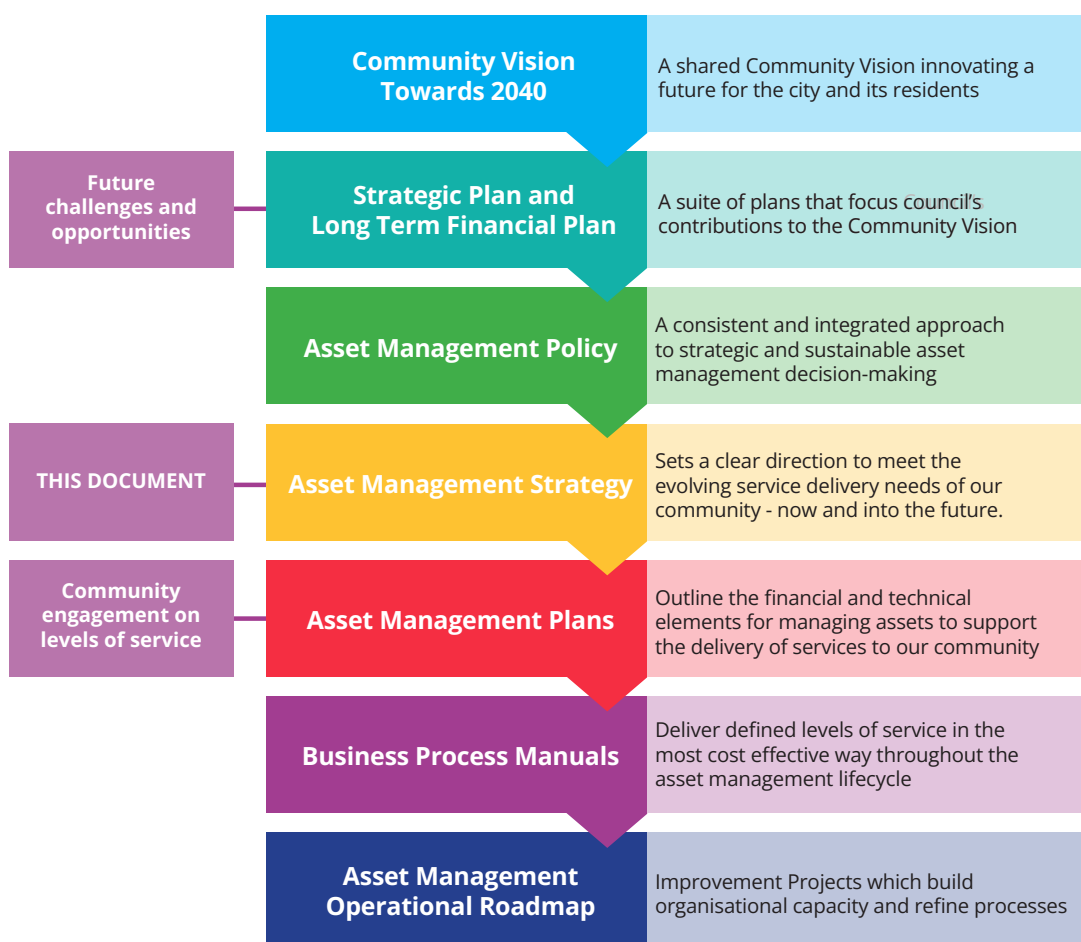 Community Vision
Towards 2040
A shared Community Vision innovating a
future for the city and its residents
Future
challenges and
opportunities
Strategic Plan and
Long Term Financial Plan
A suite of plans that focus Council's
contributions to the Community Vision
Asset Management Policy
A consistent and integrated approach
to strategic and sustainable asset
management decision-making
THIS DOCUMENT
Asset Management Strategy
Sets a clear direction to meet the
evolving service delivery needs of our
community - now and into the future.
Community
engagement on
levels of service
Asset Management Plans
Outline the financial and technical
elements for managing assets to support
the delivery of services to our community
Business Process Manuals
Deliver defined levels of service in the
most cost effective way throughout the
asset management lifecycle
Asset Management
Operational Roadmap
Improvement Projects which build
organisational capacity and refine processes